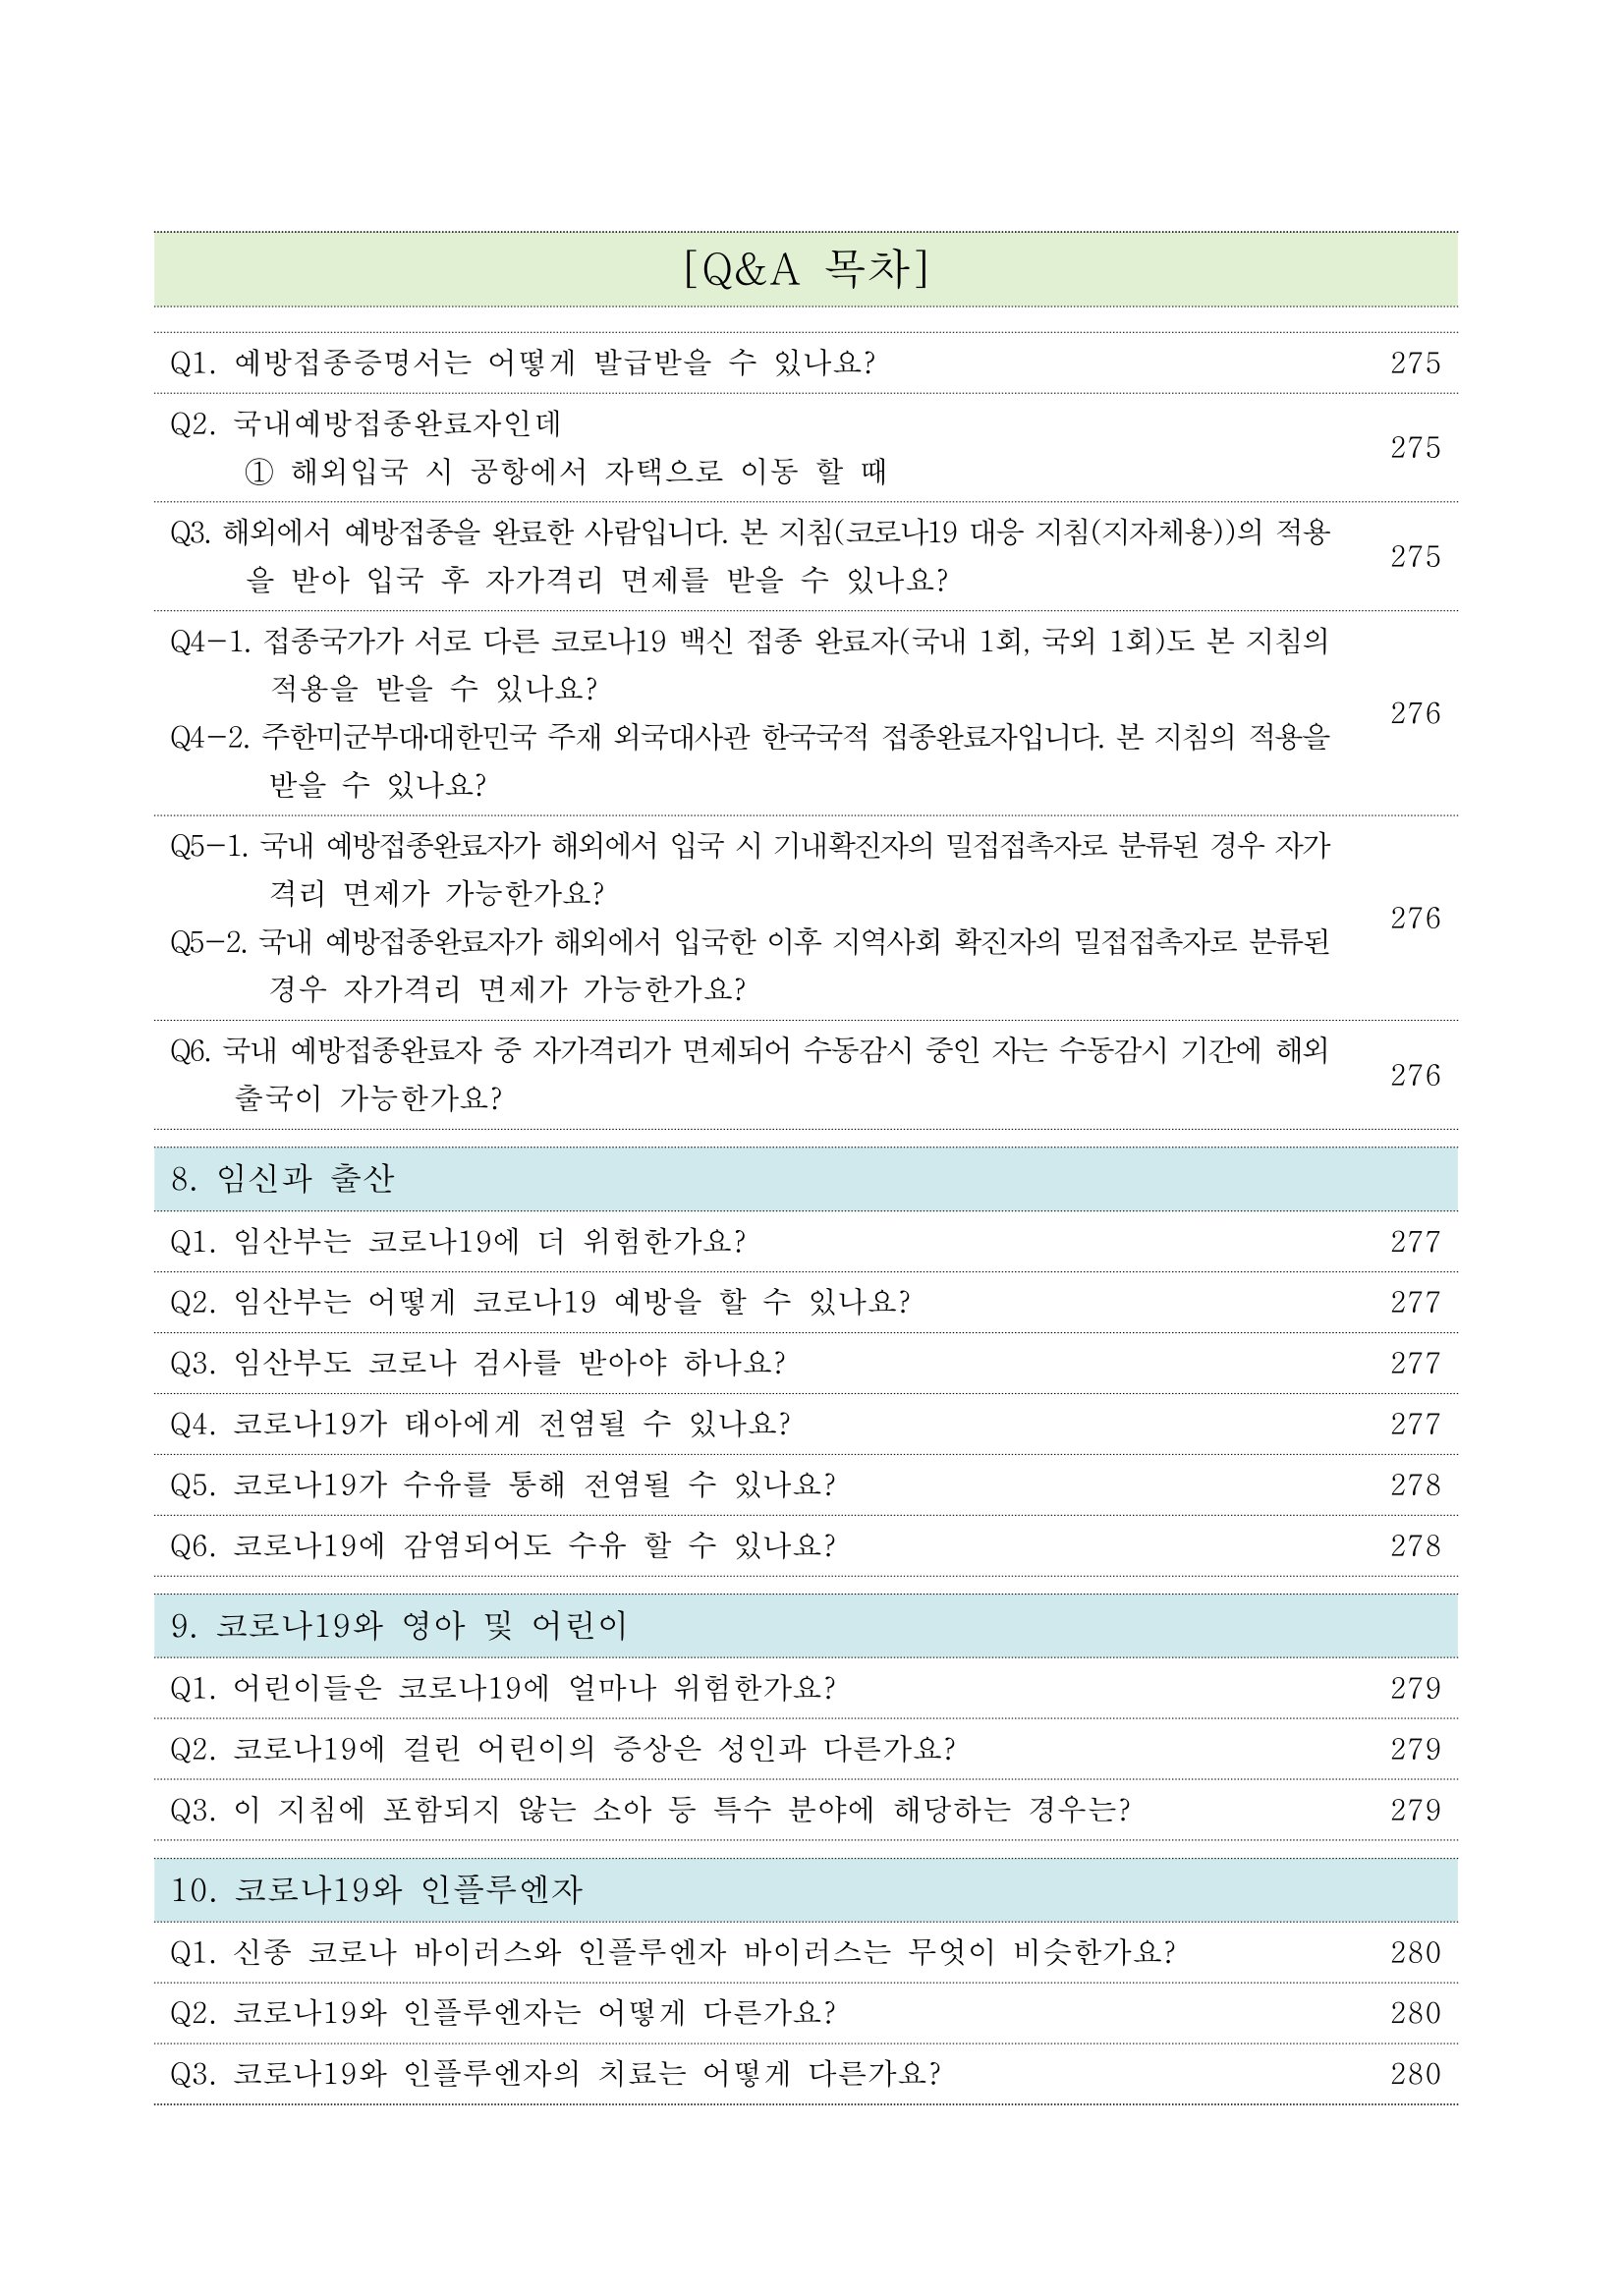 [Q&A 목차]
Q1. 예방접종증명서는 어떻게 발급받을 수 있나요? 275
Q2. 국내예방접종완료자인데
① 해외입국 시 공항에서 자택으로 이동 할 때
275
Q3. 해외에서 예방접종을 완료한 사람입니다. 본 지침(코로나19 대응 지침(지자체용))의 적용
을 받아 입국 후 자가격리 면제를 받을 수 있나요?
275
Q4-1. 접종국가가 서로 다른 코로나19 백신 접종 완료자(국내 1회, 국외 1회)도 본 지침의
적용을 받을 수 있나요?
Q4-2. 주한미군부대·대한민국 주재 외국대사관 한국국적 접종완료자입니다. 본 지침의 적용을
받을 수 있나요?
276
Q5-1. 국내 예방접종완료자가 해외에서 입국 시 기내확진자의 밀접접촉자로 분류된 경우 자가
격리 면제가 가능한가요?
Q5-2. 국내 예방접종완료자가 해외에서 입국한 이후 지역사회 확진자의 밀접접촉자로 분류된
경우 자가격리 면제가 가능한가요?
276
Q6. 국내 예방접종완료자 중 자가격리가 면제되어 수동감시 중인 자는 수동감시 기간에 해외
출국이 가능한가요?
276
8. 임신과 출산
Q1. 임산부는 코로나19에 더 위험한가요? 277
Q2. 임산부는 어떻게 코로나19 예방을 할 수 있나요? 277
Q3. 임산부도 코로나 검사를 받아야 하나요? 277
Q4. 코로나19가 태아에게 전염될 수 있나요? 277
Q5. 코로나19가 수유를 통해 전염될 수 있나요? 278
Q6. 코로나19에 감염되어도 수유 할 수 있나요? 278
9. 코로나19와 영아 및 어린이
Q1. 어린이들은 코로나19에 얼마나 위험한가요? 279
Q2. 코로나19에 걸린 어린이의 증상은 성인과 다른가요? 279
Q3. 이 지침에 포함되지 않는 소아 등 특수 분야에 해당하는 경우는? 279
10. 코로나19와 인플루엔자
Q1. 신종 코로나 바이러스와 인플루엔자 바이러스는 무엇이 비슷한가요? 280
Q2. 코로나19와 인플루엔자는 어떻게 다른가요? 280
Q3. 코로나19와 인플루엔자의 치료는 어떻게 다른가요? 280